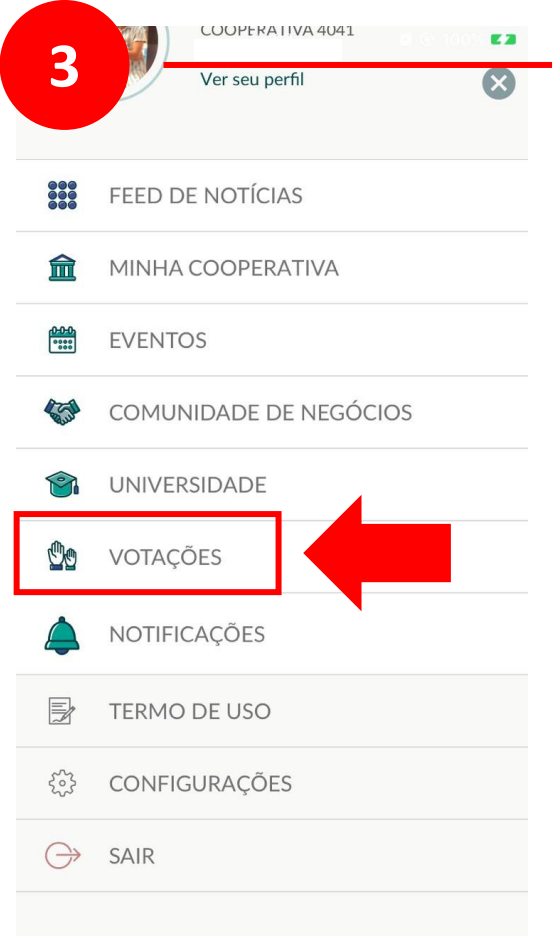 3
COOPERATIVA 4041
100%
Ver seu perfil
FEED DE NOTÍCIAS
MINHA COOPERATIVA
EVENTOS
COMUNIDADE DE NEGÓCIOS
UNIVERSIDADE
VOTAÇÕES
NOTIFICAÇÕES
TERMO DE USO
CONFIGURAÇÕES
SAIR